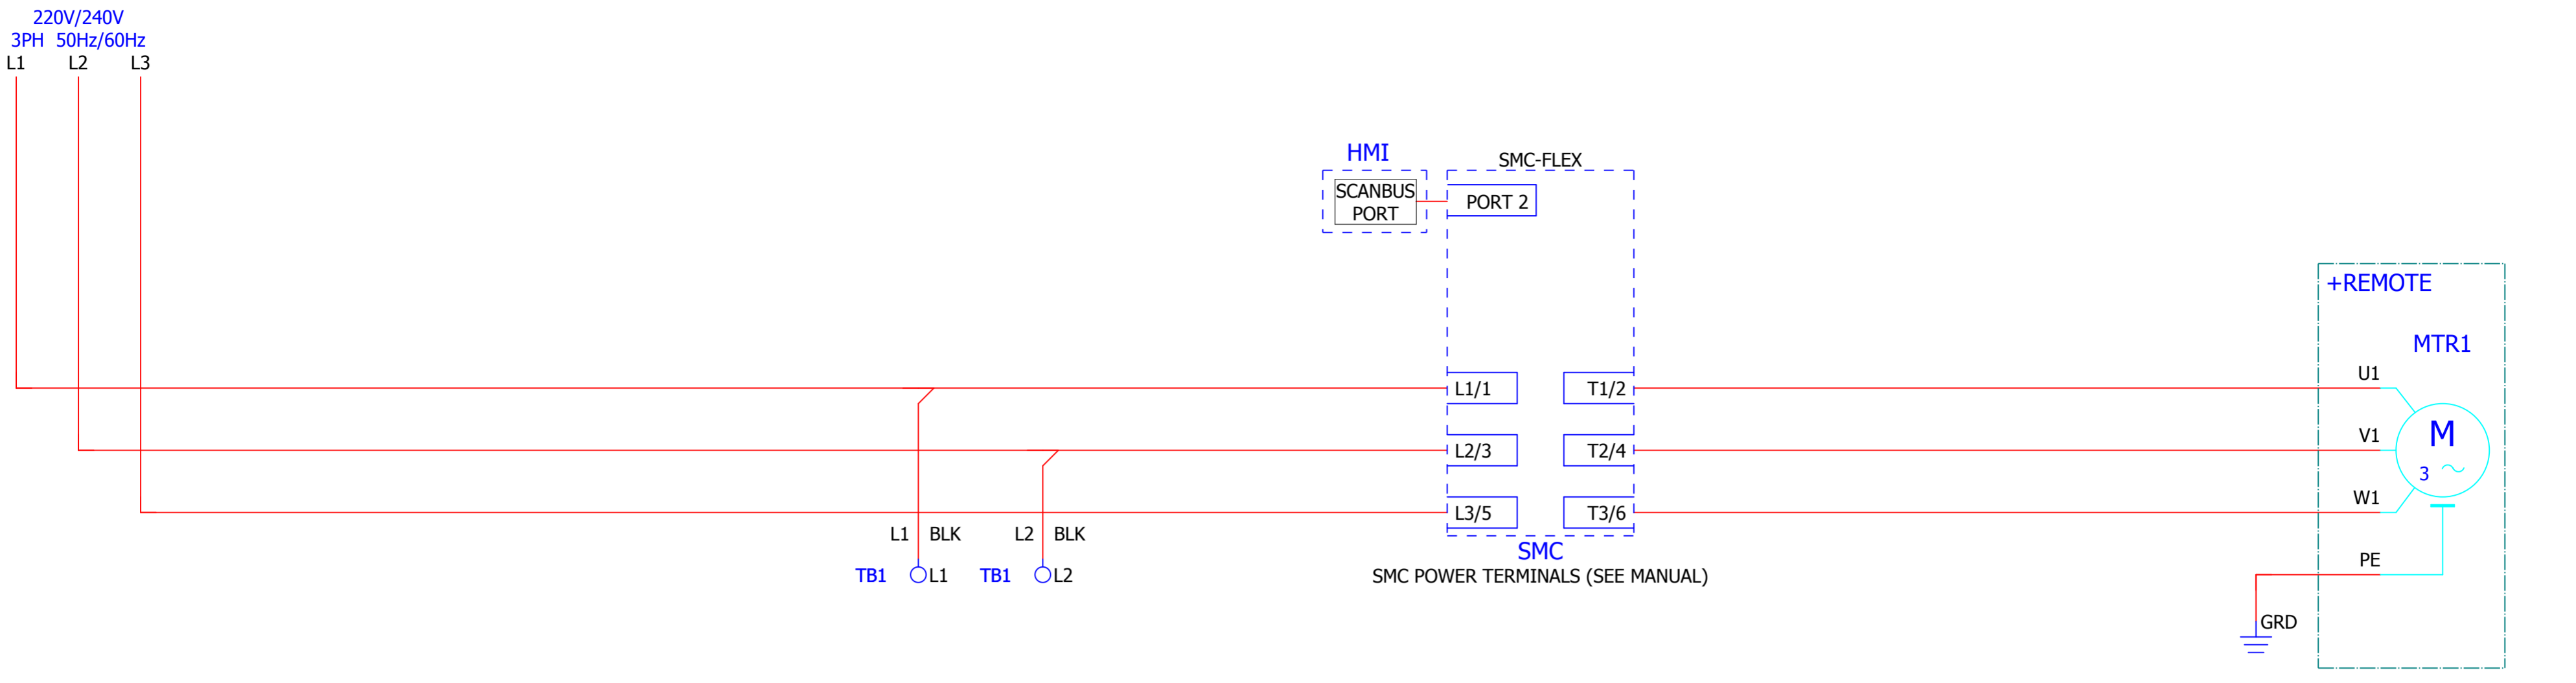 220V/240V
3PH 50Hz/60Hz
L1 L2 L3
HMI
SCANBUS
PORT
SMC-FLEX
PORT 2
L1/1 T1/2
L2/3 T2/4
L3/5 T3/6
SMC
SMC POWER TERMINALS (SEE MANUAL)
L1 BLK
TB1 L1
L2 BLK
TB1 L2
+REMOTE
MTR1
U1
V1
W1
M
3 ~
PE
GRD